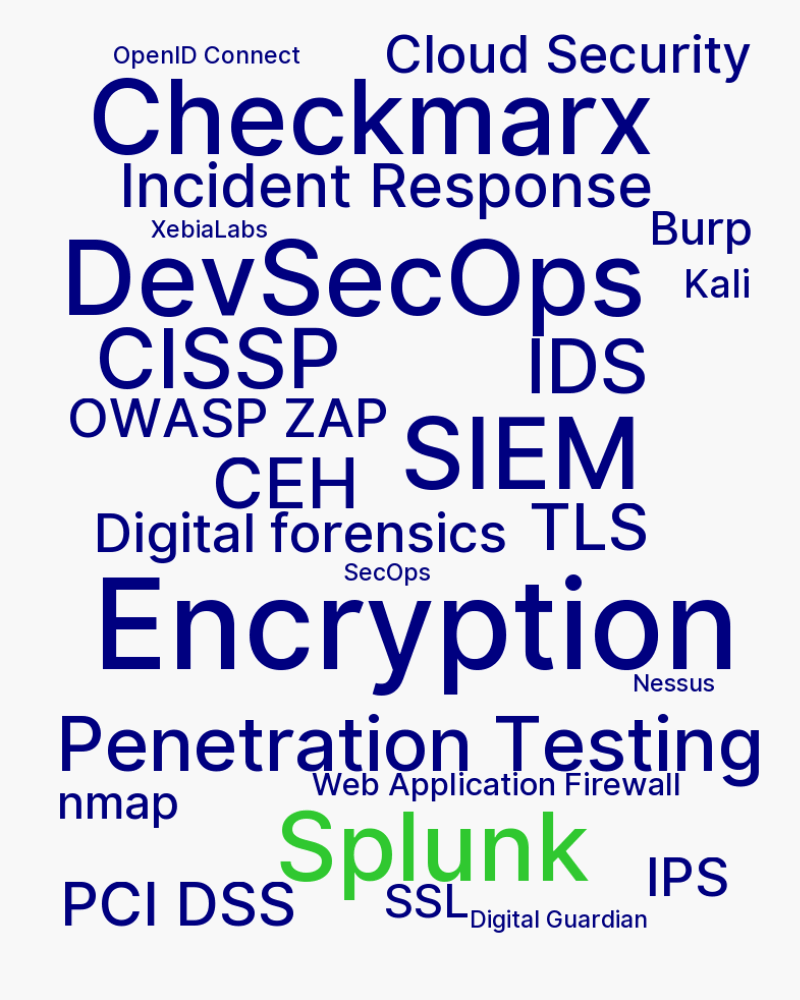 OpenID Connect
Cloud Security
Checkmarx
Incident Response
XebiaLabs
Burp
DevSecOps
Kali
CISSP
IDS
OWASP ZAP
SIEM
CEH
Digital forensics
TLS
SecOps
Encryption
Nessus
Penetration Testing
Web Application Firewall
nmap
Splunk
IPS
PCI DSS
SSL
Digital Guardian